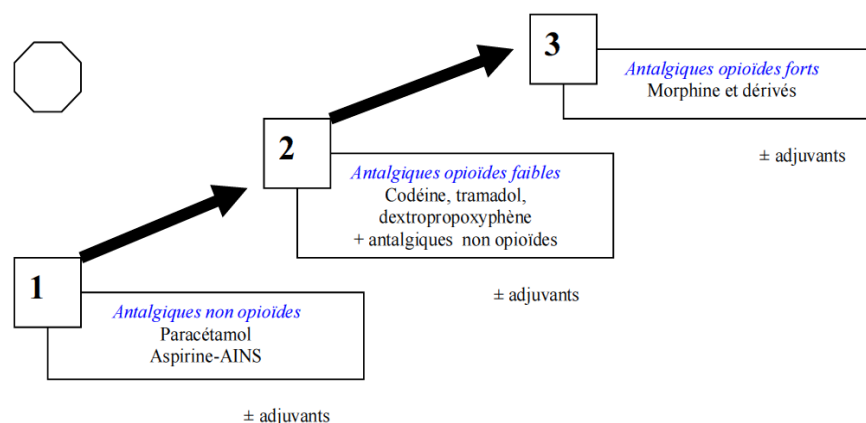 3
Antalgiques opioïdes forts
Morphine et dérivés
± adjuvants
2
Antalgiques opioïdes faibles
Codéine, tramadol,
dextropropoxyphène
+ antalgiques non opioïdes
± adjuvants
1
Antalgiques non opioïdes
Paracétamol
Aspirine-AINS
± adjuvants